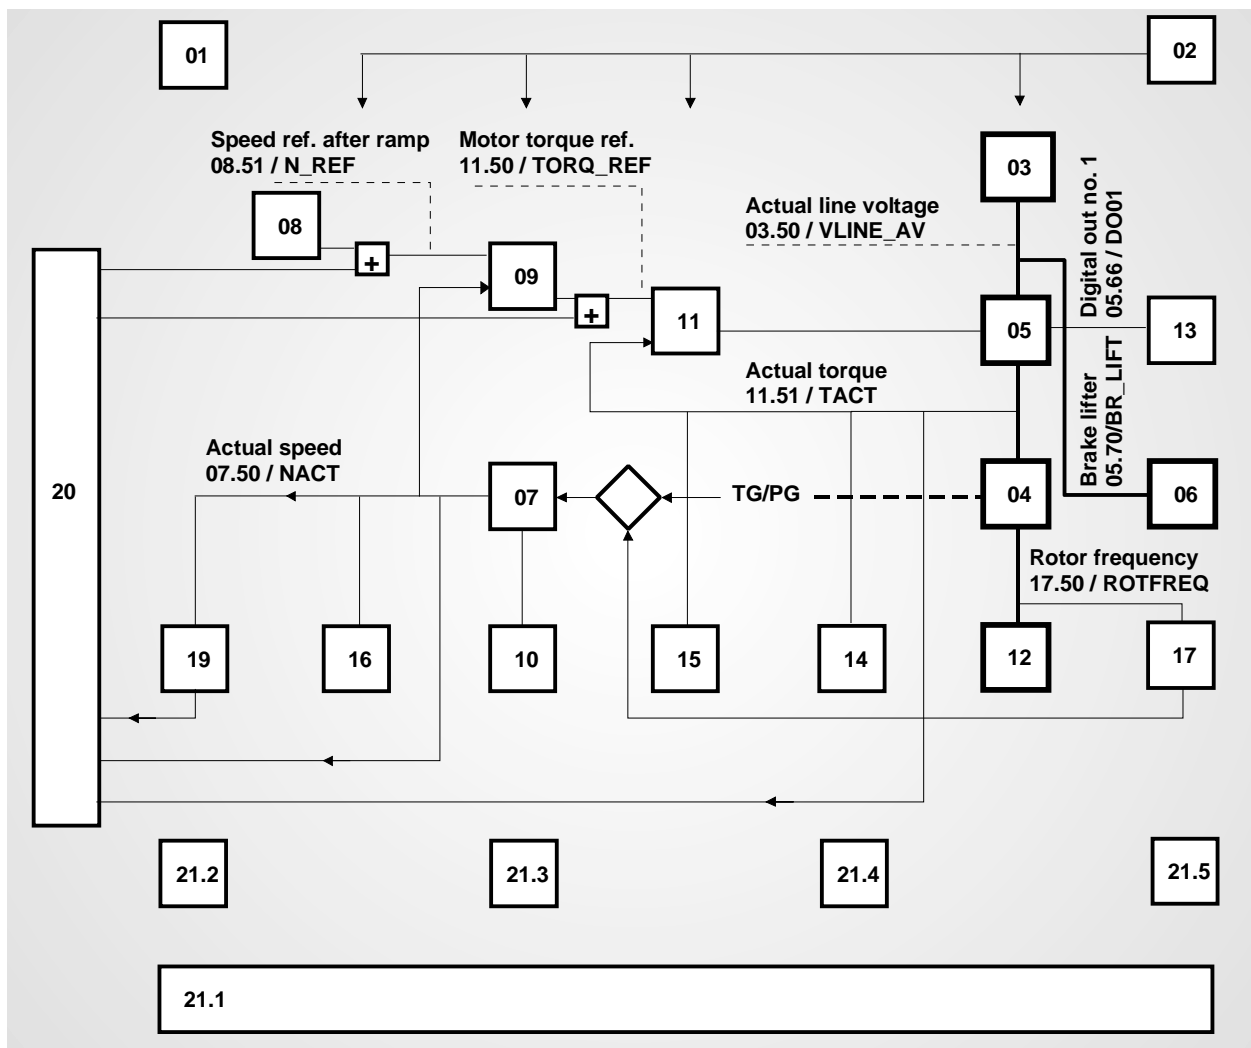 01
02
Speed ref. after ramp
08.51 / N_REF
Motor torque ref.
11.50 / TORQ_REF
03
Digital out no. 1
05.66 / DO01
Actual line voltage
03.50 / VLINE_AV
08
+
09
+
11
05
13
Actual torque
11.51 / TACT
Brake lifter
05.70/BR_LIFT
Actual speed
07.50 / NACT
20
07
TG/PG
04
06
Rotor frequency
17.50 / ROTFREQ
19
16
10
15
14
12
17
21.2
21.3
21.4
21.5
21.1